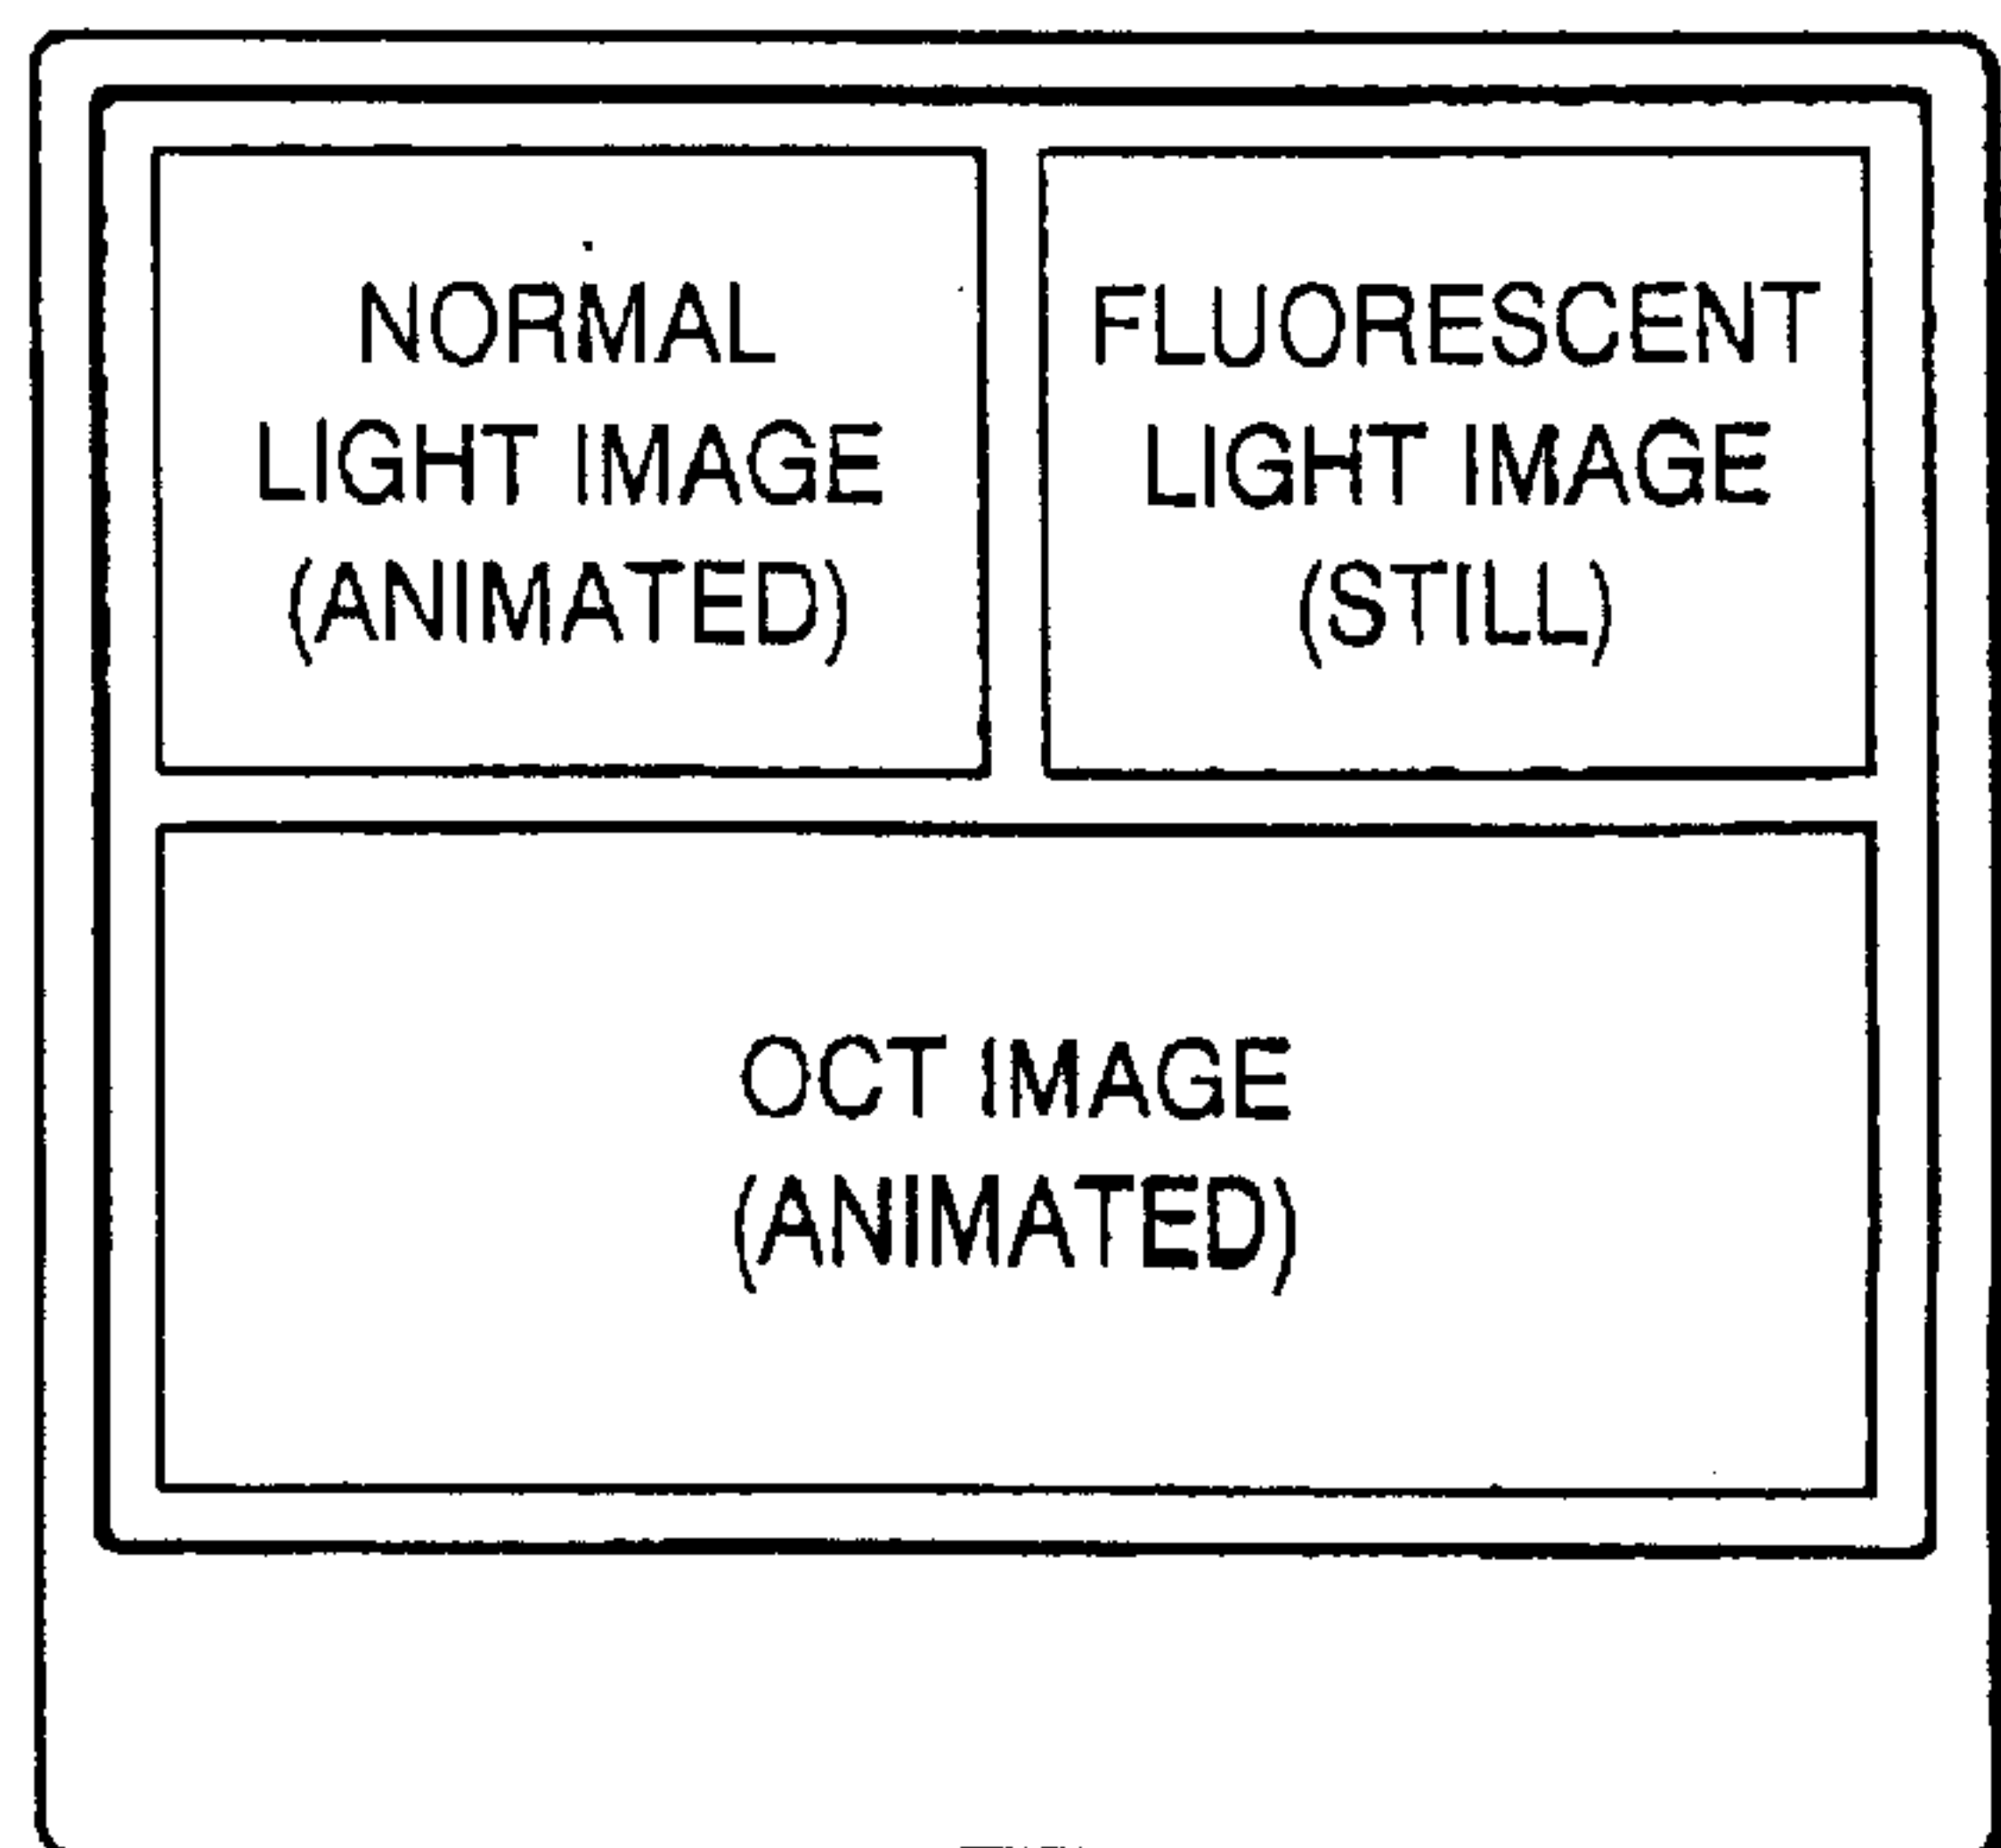 NORMAL
LIGHT IMAGE
(ANIMATED)
FLUORESCENT
LIGHT IMAGE
(STILL)
OCT IMAGE
(ANIMATED)